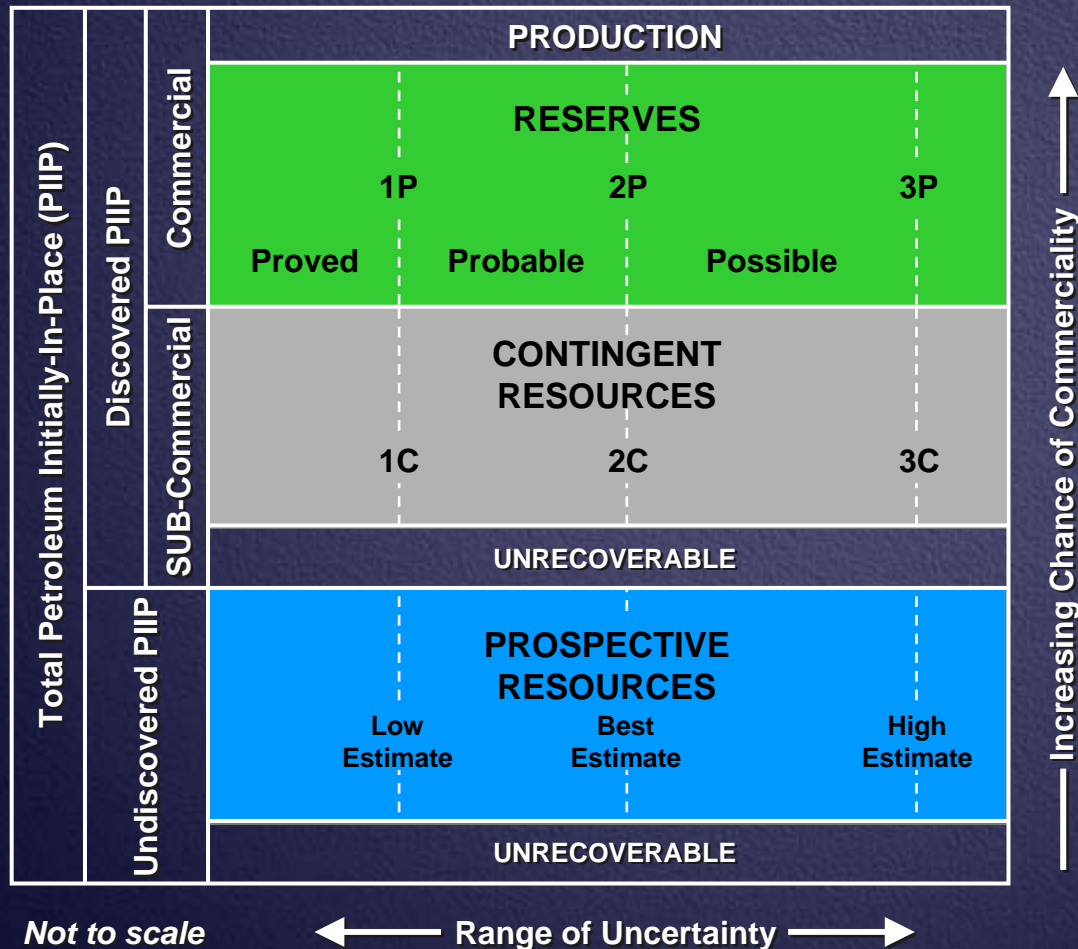 PRODUCTION
RESERVES
1P 2P 3P
Proved Probable Possible
CONTINGENT
RESOURCES
1C 2C 3C
UNRECOVERABLE
PROSPECTIVE
RESOURCES
Low Best High
Estimate Estimate Estimate
UNRECOVERABLE
Total Petroleum Initially-In-Place (PIIP)
Discovered PIIP
Undiscovered PIIP
Commercial
SUB-Commercial
Increasing Chance of Commerciality
Not to scale
Range of Uncertainty